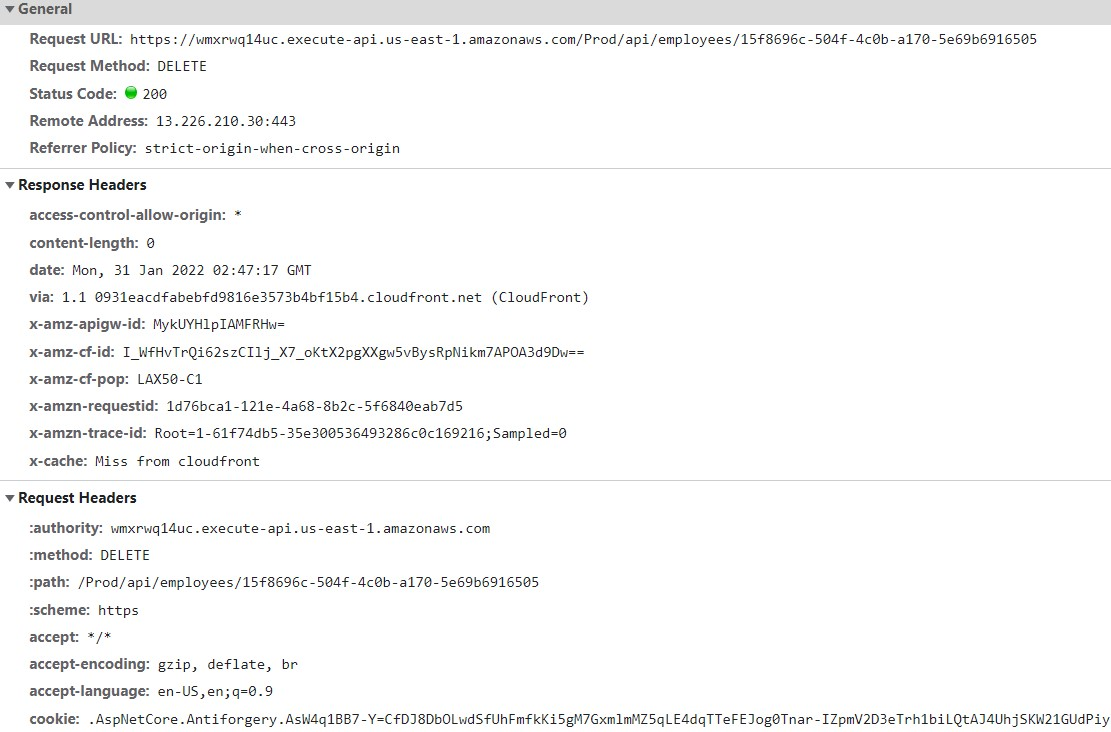 General
Request URL: https://wmxrwq14uc.execute-api.us-east-1.amazonaws.com/Prod/api/employees/15f8696c-504f-4c0b-a170-5e69b6916505
Request Method: DELETE
Status Code: 200
Remote Address: 13.226.210.30:443
Referrer Policy: strict-origin-when-cross-origin
Response Headers
access-control-allow-origin: *
content-length: 0
date: Mon, 31 Jan 2022 02:47:17 GMT
via: 1.1 0931eacdfabebfd9816e3573b4bf15b4.cloudfront.net (CloudFront)
x-amz-apigw-id: MykUYHlpIAMFRHw=
x-amz-cf-id: I_WfHvTrQi62szCIlj_X7_oKtX2pgXXgw5vBysRpNikm7APOA3d9Dw==
x-amz-cf-pop: LAX50-C1
x-amzn-requestid: 1d76bca1-121e-4a68-8b2c-5f6840eab7d5
x-amzn-trace-id: Root=1-61f74db5-35e300536493286c0c169216;Sampled=0
x-cache: Miss from cloudfront
Request Headers
:authority: wmxrwq14uc.execute-api.us-east-1.amazonaws.com
:method: DELETE
:path: /Prod/api/employees/15f8696c-504f-4c0b-a170-5e69b6916505
:scheme: https
accept: */*
accept-encoding: gzip, deflate, br
accept-language: en-US,en;q=0.9
cookie: .AspNetCore.Antiforgery.AsW4q1BB7-Y=CfDJ8DbOLwdSfUhFmfkKi5gM7GxmlmMZ5qLE4dqTTeFEJog0Tnar-IZpmV2D3eTrh1biLQtAJ4UhjSKW21GUdPiy